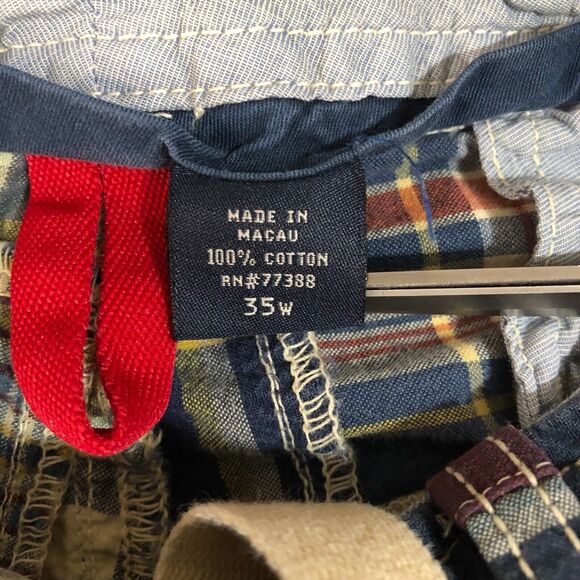 MADE IN
MACAU
100% COTTON
RN#77388
35W